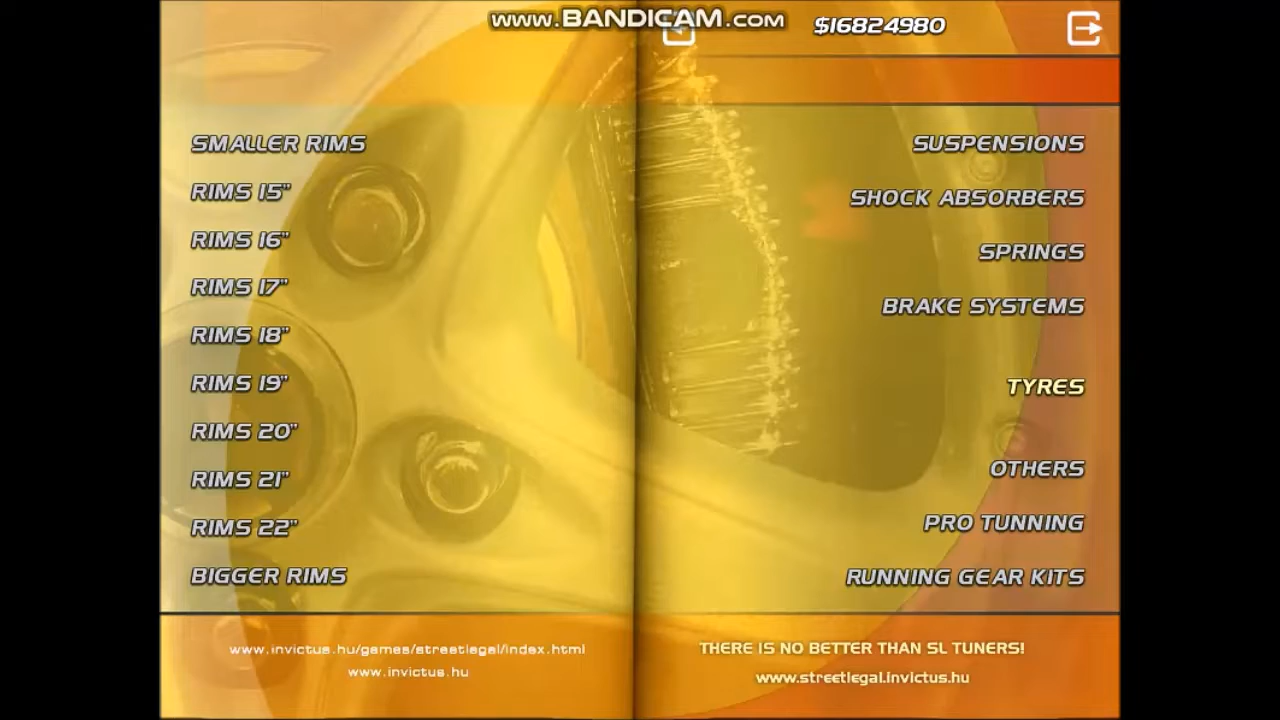 www.BANDICAM.com
$16824980
SMALLER RIMS
RIMS 15"
RIMS 16"
RIMS 17"
RIMS 18"
RIMS 19"
RIMS 20"
RIMS 21"
RIMS 22"
BIGGER RIMS
SUSPENSIONS
SHOCK ABSORBERS
SPRINGS
BRAKE SYSTEMS
TYRES
OTHERS
PRO TUNNING
RUNNING GEAR KITS
www.invictus.hu/games/streetlegal/index.html
www.invictus.hu
THERE IS NO BETTER THAN SL TUNERS!
www.streetlegal.invictus.hu